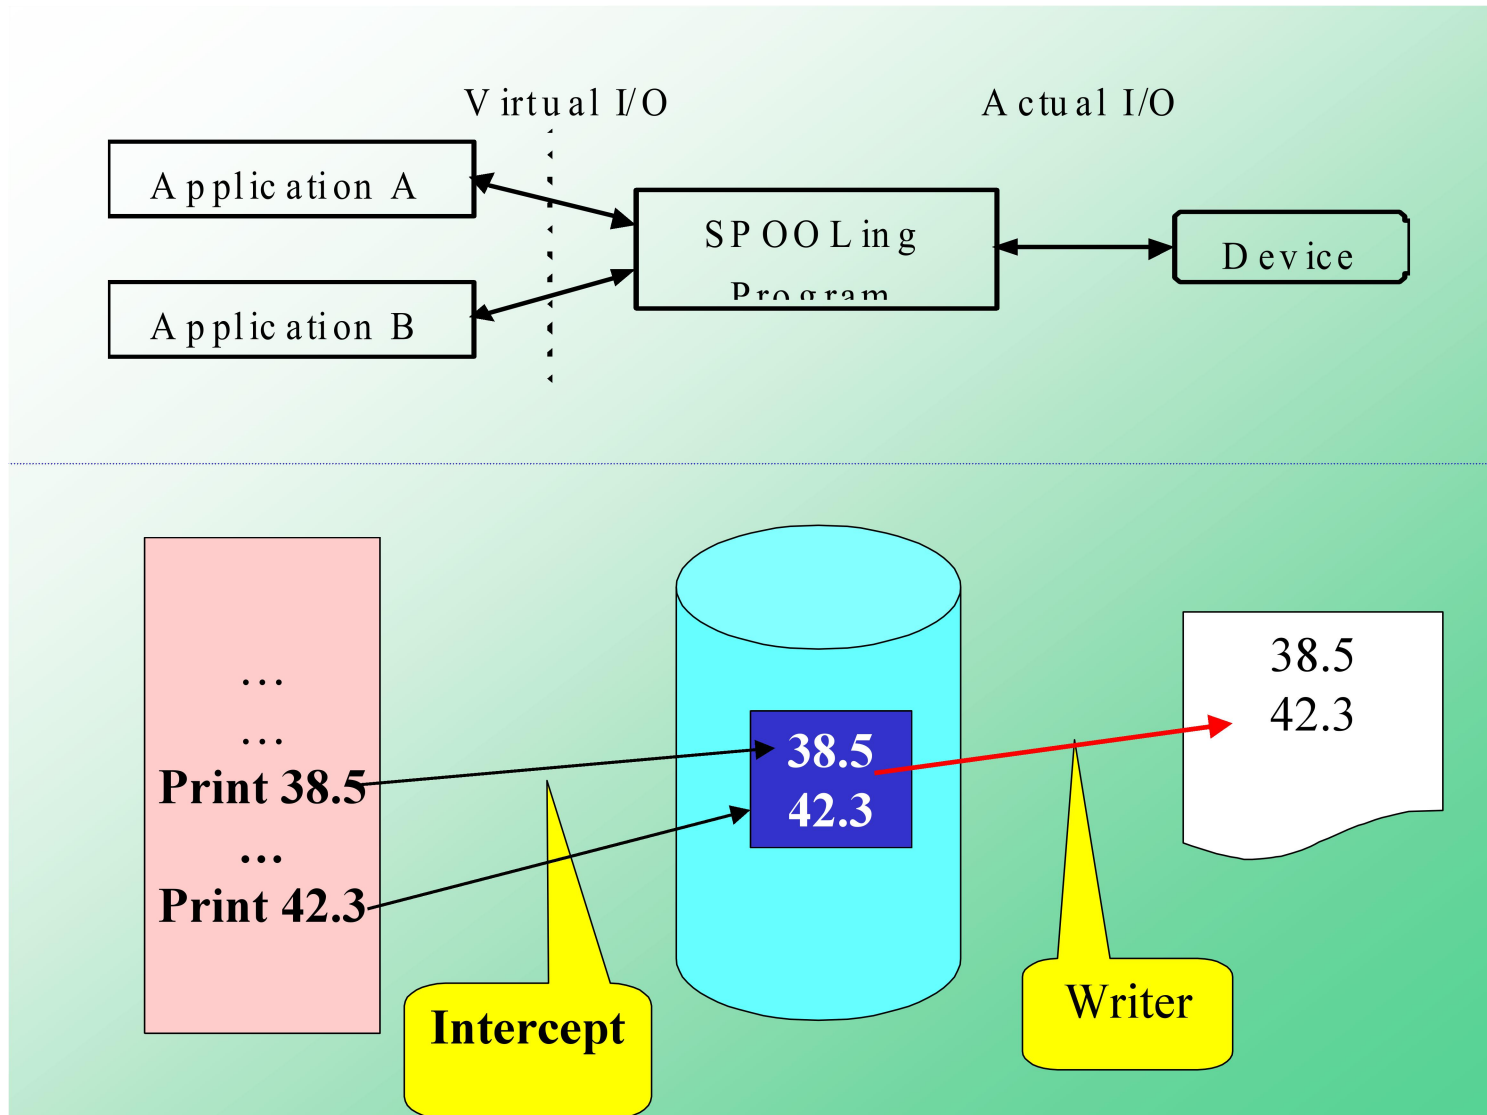 Virtual I/O
Actual I/O
Application A
SPOOLing
Program
Device
Application B
...
...
Print 38.5
...
Print 42.3
38.5
42.3
38.5
42.3
Intercept
Writer